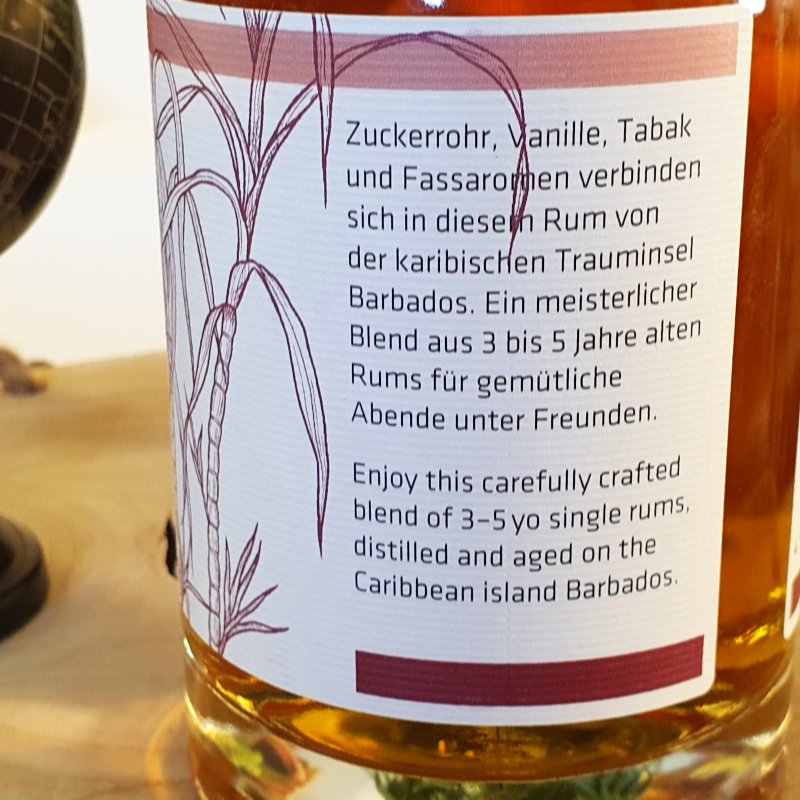 Zuckerrohr, Vanille, Tabak
und Fassaromen verbinden
sich in diesem Rum von
der karibischen Trauminsel
Barbados. Ein meisterlicher
Blend aus 3 bis 5 Jahre alten
Rums für gemütliche
Abende unter Freunden.
Enjoy this carefully crafted
blend of 3–5 yo single rums,
distilled and aged on the
Caribbean island Barbados.